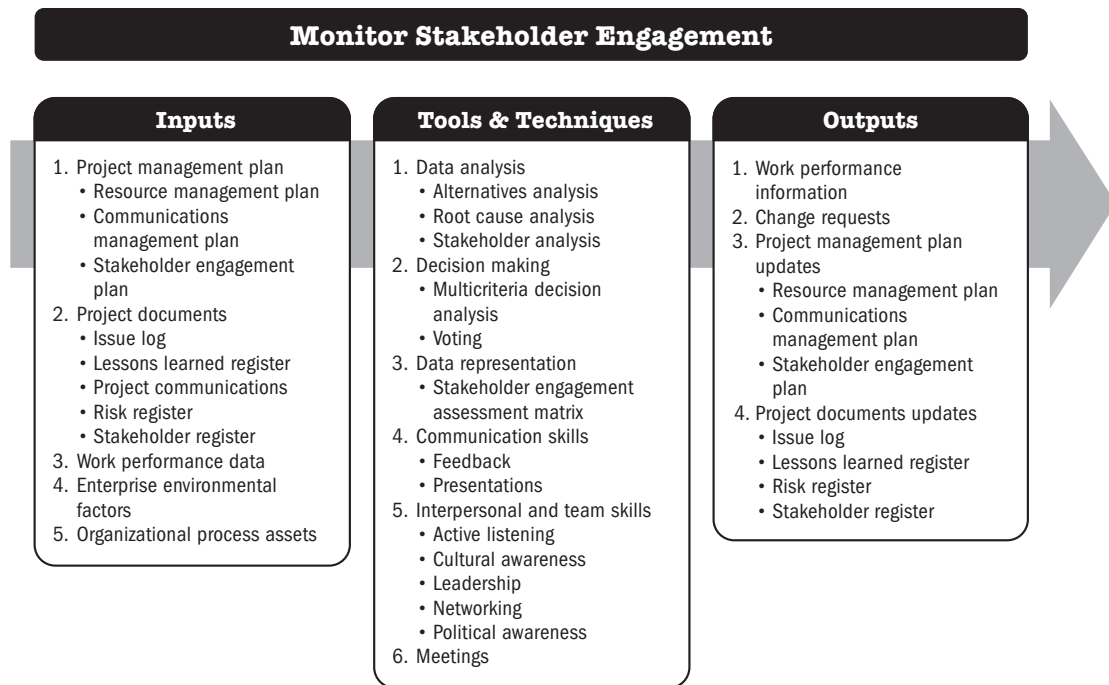 Monitor Stakeholder Engagement
Inputs
1. Project management plan
• Resource management plan
• Communications
management plan
• Stakeholder engagement
plan
2. Project documents
• Issue log
• Lessons learned register
• Project communications
• Risk register
• Stakeholder register
3. Work performance data
4. Enterprise environmental
factors
5. Organizational process assets
Tools & Techniques
1. Data analysis
• Alternatives analysis
• Root cause analysis
• Stakeholder analysis
2. Decision making
• Multicriteria decision
analysis
• Voting
3. Data representation
• Stakeholder engagement
assessment matrix
4. Communication skills
• Feedback
• Presentations
5. Interpersonal and team skills
• Active listening
• Cultural awareness
• Leadership
• Networking
• Political awareness
6. Meetings
Outputs
1. Work performance
information
2. Change requests
3. Project management plan
updates
• Resource management plan
• Communications
management plan
• Stakeholder engagement
plan
4. Project documents updates
• Issue log
• Lessons learned register
• Risk register
• Stakeholder register